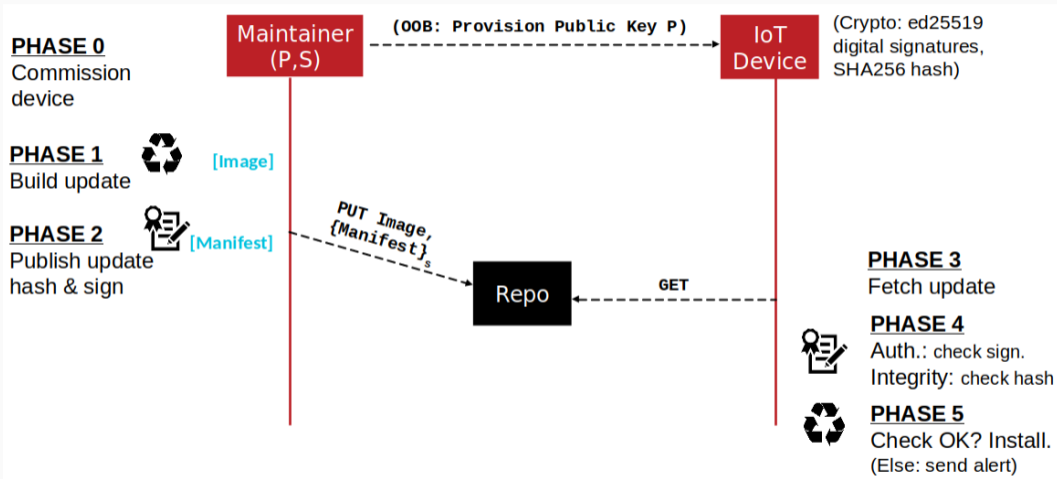 PHASE 0
Commission
device
Maintainer
(P,S)
(OOB: Provision Public Key P)
IoT
Device
(Crypto: ed25519
digital signatures,
SHA256 hash)
PHASE 1
Build update
[Image]
PHASE 2
Publish update
hash & sign
[Manifest]
PUT Image,
{Manifest}s
Repo
GET
PHASE 3
Fetch update
PHASE 4
Auth.: check sign.
Integrity: check hash
PHASE 5
Check OK? Install.
(Else: send alert)